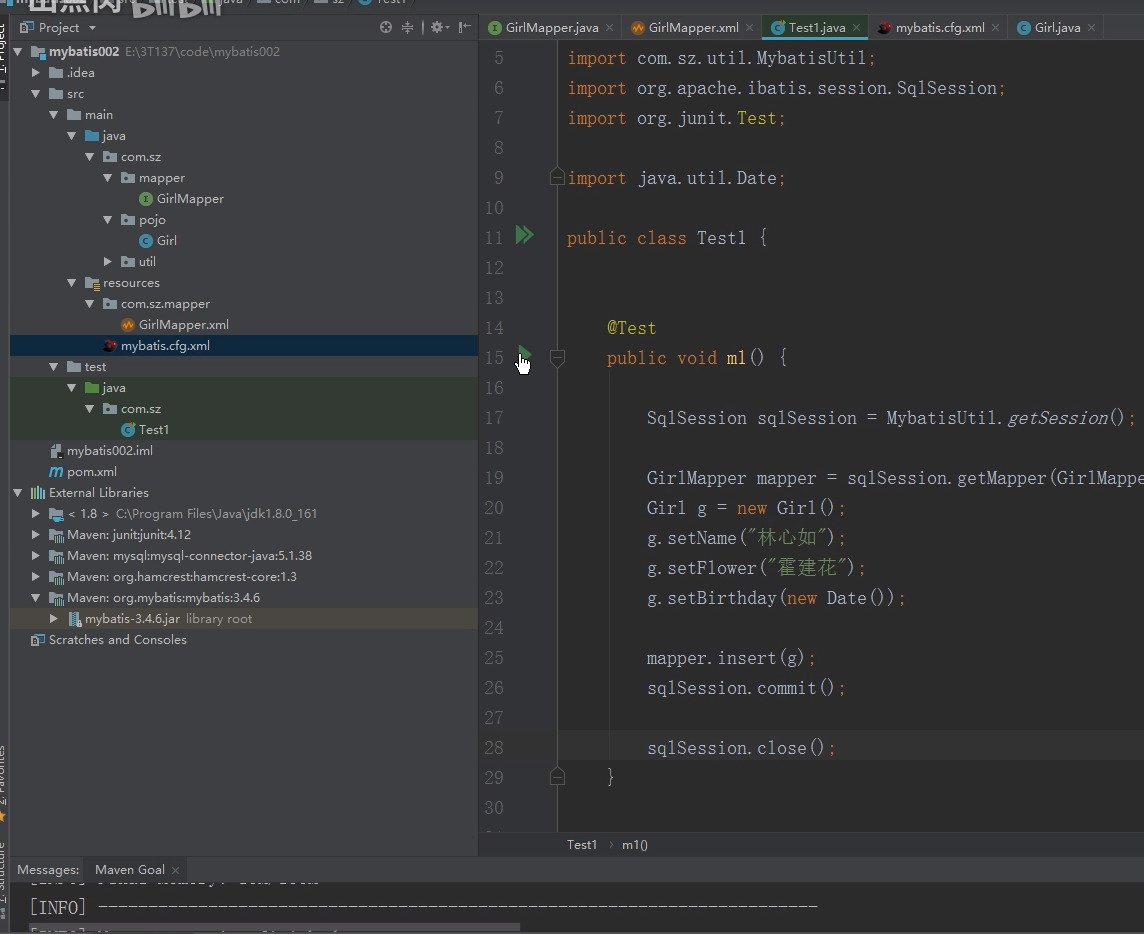 Project
mybatis002 E:\3T137\code\mybatis002
.idea
src
main
java
com.sz
mapper
GirlMapper
pojo
Girl
util
resources
com.sz.mapper
GirlMapper.xml
mybatis.cfg.xml
test
java
com.sz
Test1
mybatis002.iml
pom.xml
External Libraries
< 1.8 > C:\Program Files\Java\jdk1.8.0_161
Maven: junit:junit:4.12
Maven: mysql:mysql-connector-java:5.1.38
Maven: org.hamcrest:hamcrest-core:1.3
Maven: org.mybatis:mybatis:3.4.6
mybatis-3.4.6.jar library root
Scratches and Consoles
GirlMapper.java GirlMapper.xml Test1.java mybatis.cfg.xml Girl.java
5 import com.sz.util.MybatisUtil;
6 import org.apache.ibatis.session.SqlSession;
7 import org.junit.Test;
8
9 import java.util.Date;
10
11 public class Test1 {
12
13
14 @Test
15 public void m1() {
16
17 SqlSession sqlSession = MybatisUtil.getSession();
18
19 GirlMapper mapper = sqlSession.getMapper(GirlMappe
20 Girl g = new Girl();
21 g.setName("林心如");
22 g.setFlower("霍建花");
23 g.setBirthday(new Date());
24
25 mapper.insert(g);
26 sqlSession.commit();
27
28 sqlSession.close();
29 }
30
Test1 › m1()
Messages: Maven Goal
[INFO] ------------------------------------------------------------------------